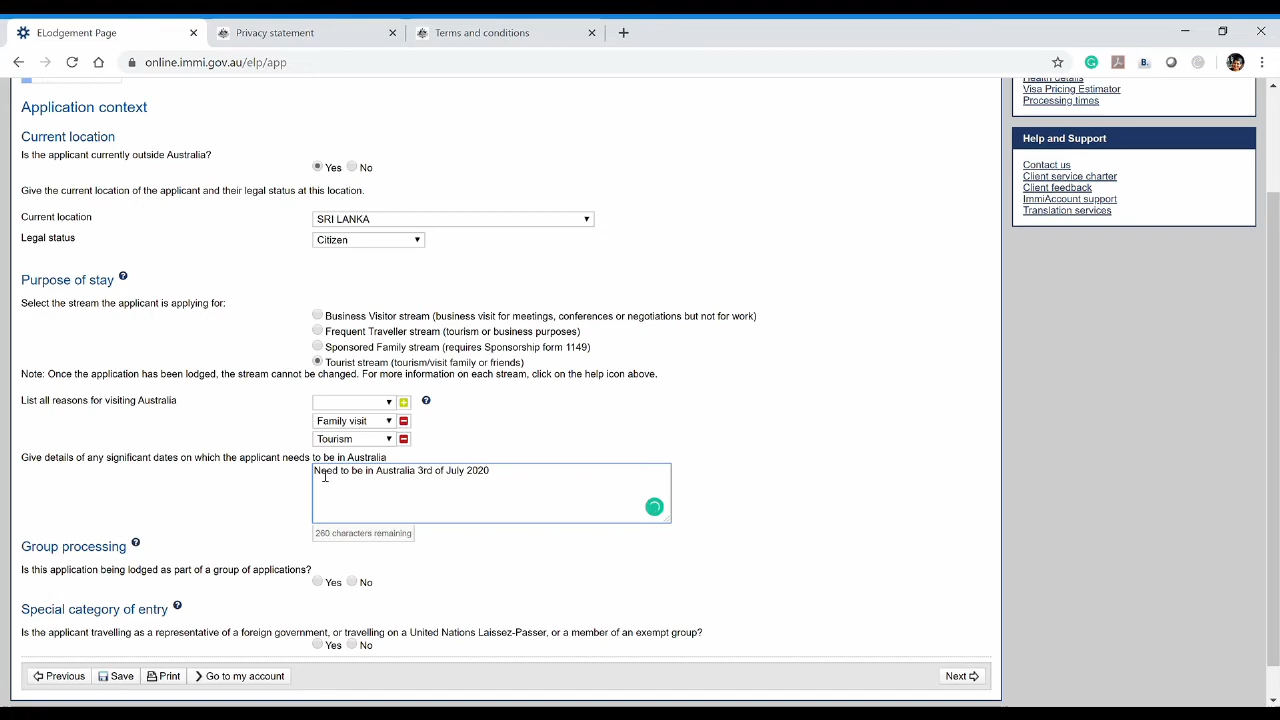 ELodgement Page
Privacy statement
Terms and conditions
online.immi.gov.au/elp/app
Health details
Visa Pricing Estimator
Processing times
Help and Support
Contact us
Client service charter
Client feedback
ImmiAccount support
Translation services
Application context
Current location
Is the applicant currently outside Australia?
Yes No
Give the current location of the applicant and their legal status at this location.
Current location SRI LANKA
Legal status Citizen
Purpose of stay
Select the stream the applicant is applying for:
Business Visitor stream (business visit for meetings, conferences or negotiations but not for work)
Frequent Traveller stream (tourism or business purposes)
Sponsored Family stream (requires Sponsorship form 1149)
Tourist stream (tourism/visit family or friends)
Note: Once the application has been lodged, the stream cannot be changed. For more information on each stream, click on the help icon above.
List all reasons for visiting Australia
Family visit
Tourism
Give details of any significant dates on which the applicant needs to be in Australia
Need to be in Australia 3rd of July 2020
260 characters remaining
Group processing
Is this application being lodged as part of a group of applications?
Yes No
Special category of entry
Is the applicant travelling as a representative of a foreign government, or travelling on a United Nations Laissez-Passer, or a member of an exempt group?
Yes No
Previous Save Print Go to my account Next